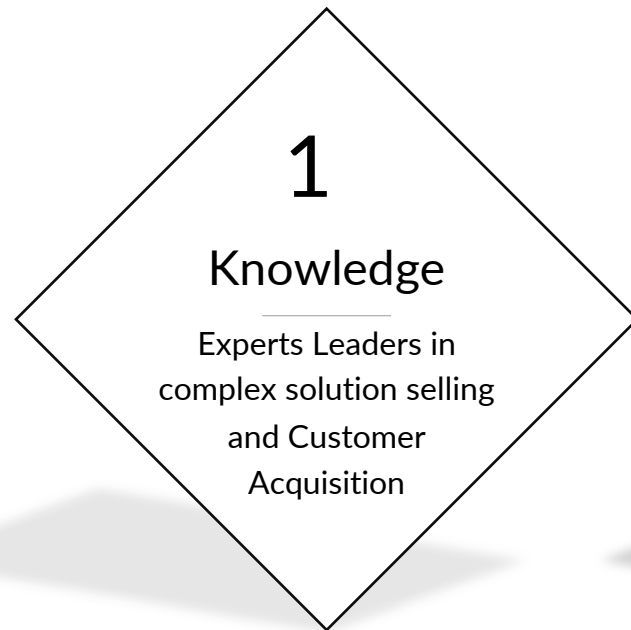 1
Knowledge
Experts Leaders in
complex solution selling
and Customer
Acquisition